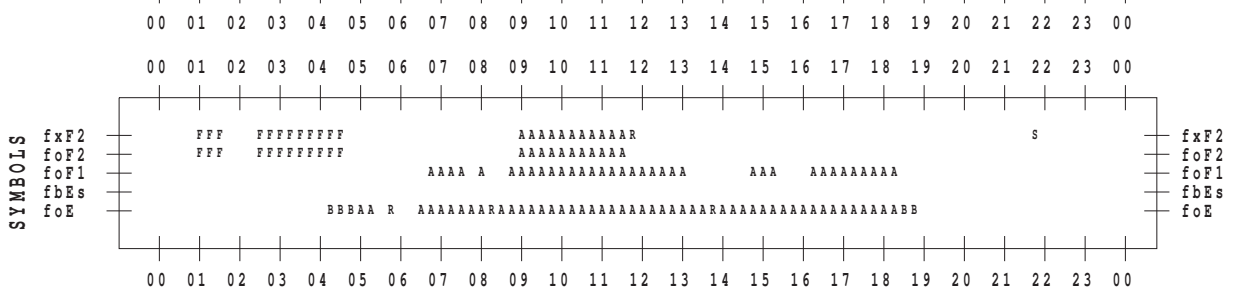 00 01 02 03 04 05 06 07 08 09 10 11 12 13 14 15 16 17 18 19 20 21 22 23 00
00 01 02 03 04 05 06 07 08 09 10 11 12 13 14 15 16 17 18 19 20 21 22 23 00
SYMBOLS
fxF2 FFF FFFFFFFFF AAAAAAAAAAAR S fxF2
foF2 FFF FFFFFFFFF AAAAAAAAAAA foF2
foF1 AAAA A AAAAAAAAAAAAAAAAAA AAA AAAAAAAAA foF1
fbEs fbEs
foE BBBAA R AAAAAAARAAAAAAAAAAAAAAAAAAAAARAAAAAAAAAAAAAAAAAABB foE
00 01 02 03 04 05 06 07 08 09 10 11 12 13 14 15 16 17 18 19 20 21 22 23 00